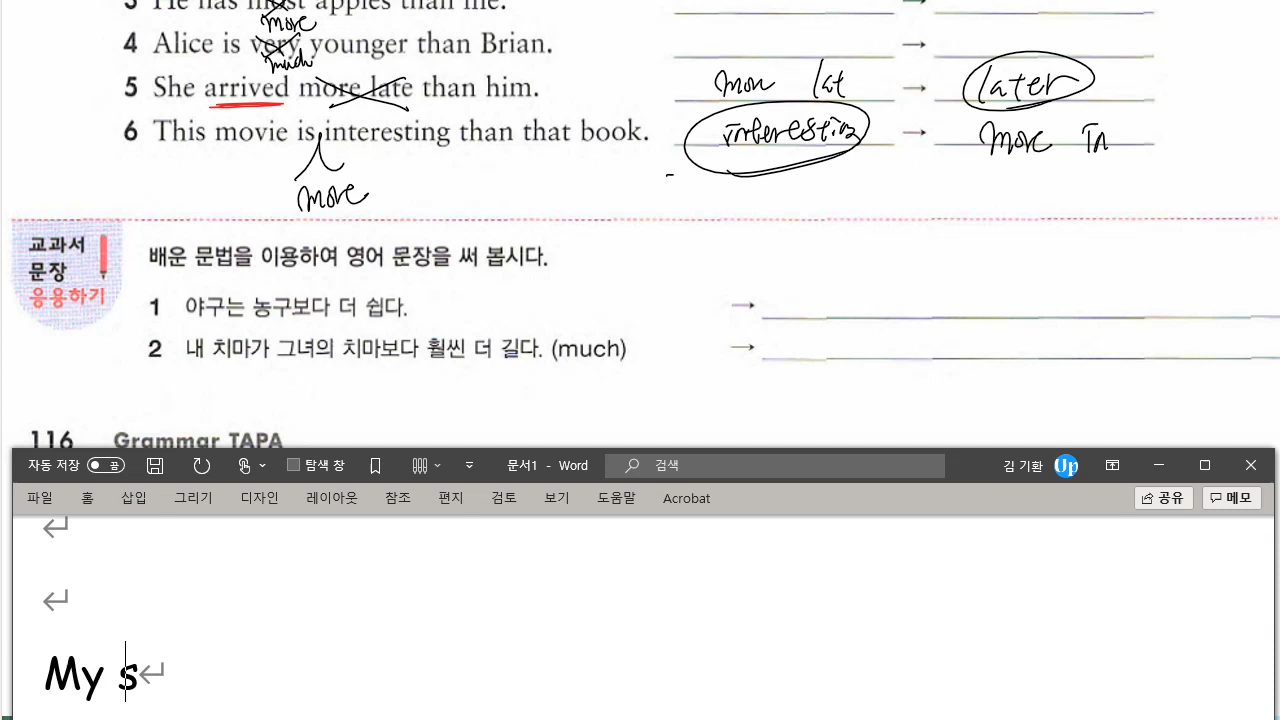 3 He has most apples than me. →
more
4 Alice is very younger than Brian. →
much
5 She arrived more late than him. more lat → later
6 This movie is interesting than that book. interesting → more in
more
교과서
문장
응용하기
배운 문법을 이용하여 영어 문장을 써 봅시다.
1 야구는 농구보다 더 쉽다. →
2 내 치마가 그녀의 치마보다 훨씬 더 길다. (much) →
116 Grammar TAPA
자동 저장 끔 탐색 창 문서1 - Word 검색 김 기환 Up
파일 홈 삽입 그리기 디자인 레이아웃 참조 편지 검토 보기 도움말 Acrobat 공유 메모
My s